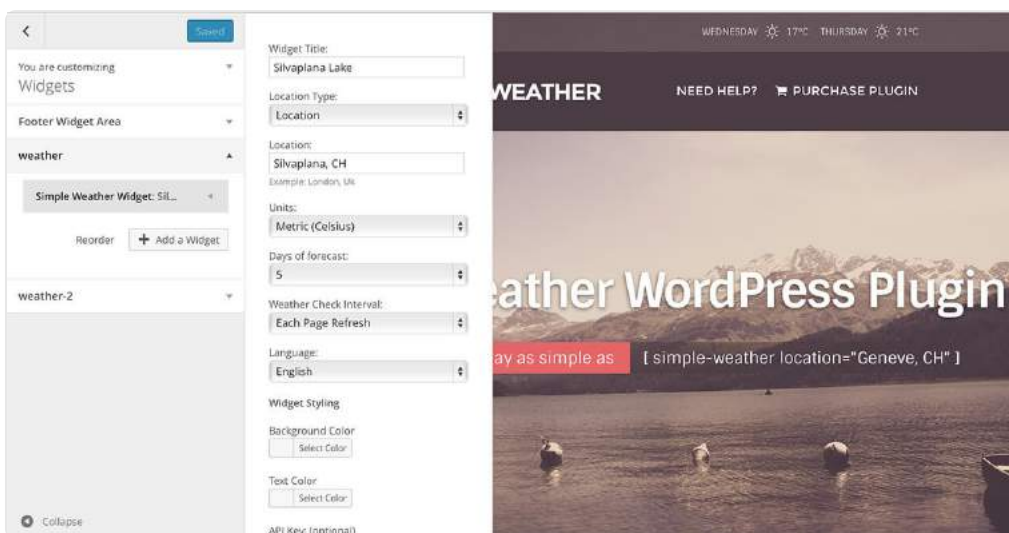 Saved
You are customizing
Widgets
Footer Widget Area
weather
Simple Weather Widget: Sil...
Reorder
Add a Widget
weather-2
Collapse
Widget Title:
Silvaplana Lake
Location Type:
Location
Location:
Silvaplana, CH
Example: London, UK
Units:
Metric (Celsius)
Days of forecast:
5
Weather Check Interval:
Each Page Refresh
Language:
English
Widget Styling
Background Color
Select Color
Text Color
Select Color
API Key (optional)
WEDNESDAY 17°C THURSDAY 21°C
WEATHER
NEED HELP? PURCHASE PLUGIN
eather WordPress Plugin
ay as simple as [ simple-weather location="Geneve, CH" ]